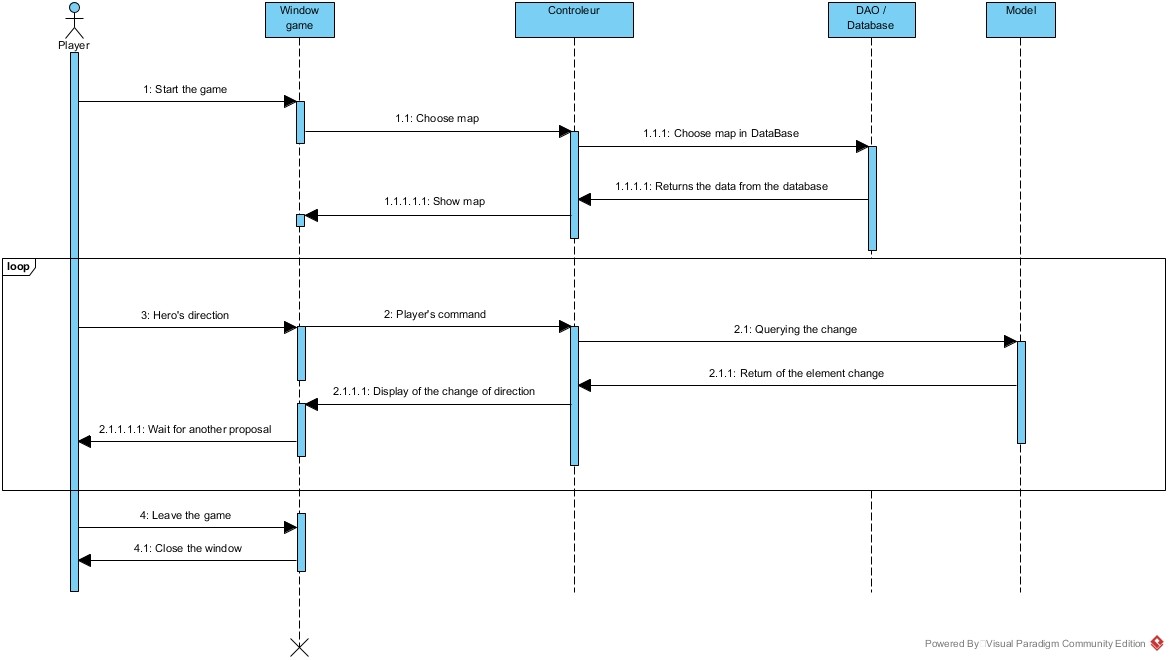 Player
Window
game
Controleur
DAO /
Database
Model
1: Start the game
1.1: Choose map
1.1.1: Choose map in DataBase
1.1.1.1: Returns the data from the database
1.1.1.1.1: Show map
loop
3: Hero's direction
2: Player's command
2.1: Querying the change
2.1.1: Return of the element change
2.1.1.1: Display of the change of direction
2.1.1.1.1: Wait for another proposal
4: Leave the game
4.1: Close the window
Powered By Visual Paradigm Community Edition